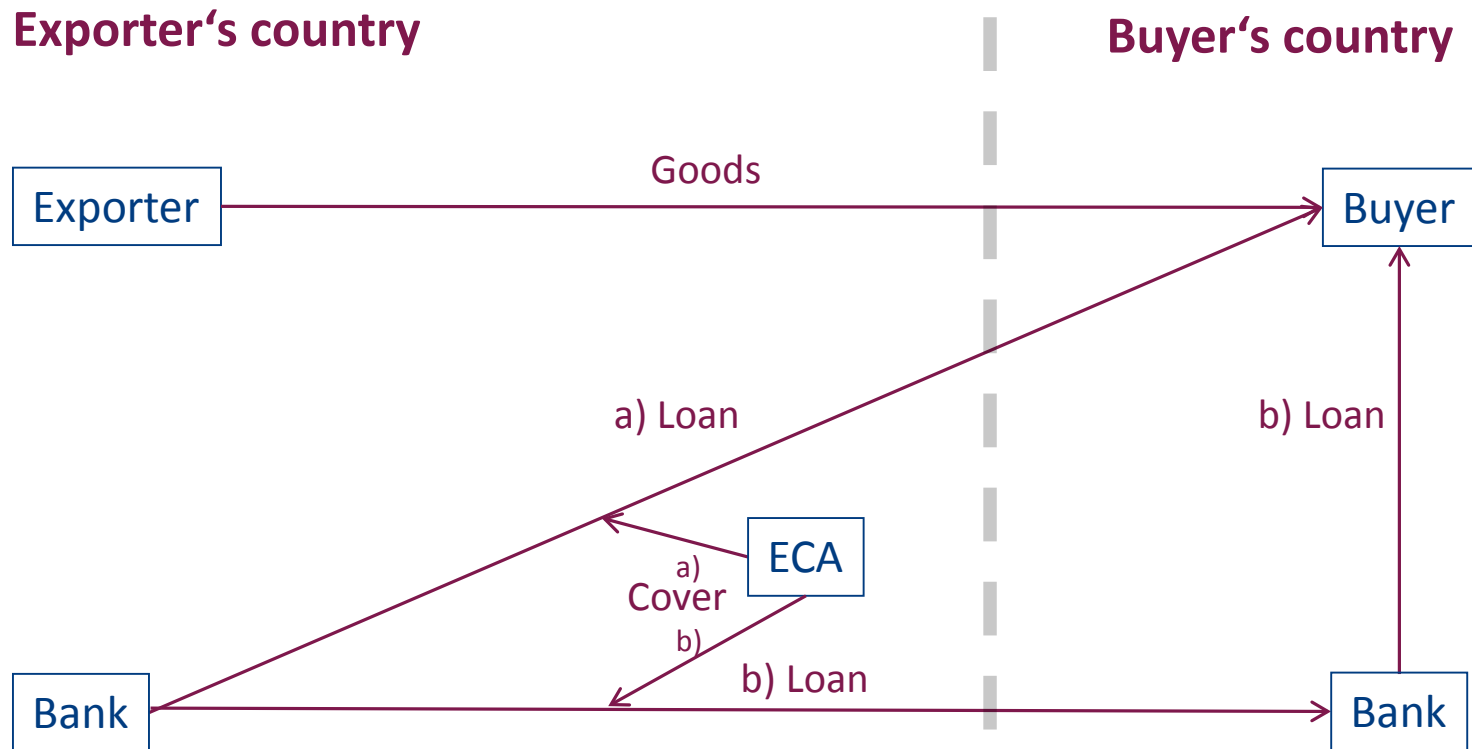 Exporter‘s country
Buyer‘s country
Goods
Exporter
Buyer
a) Loan
b) Loan
ECA
a)
Cover
b)
b) Loan
Bank
Bank